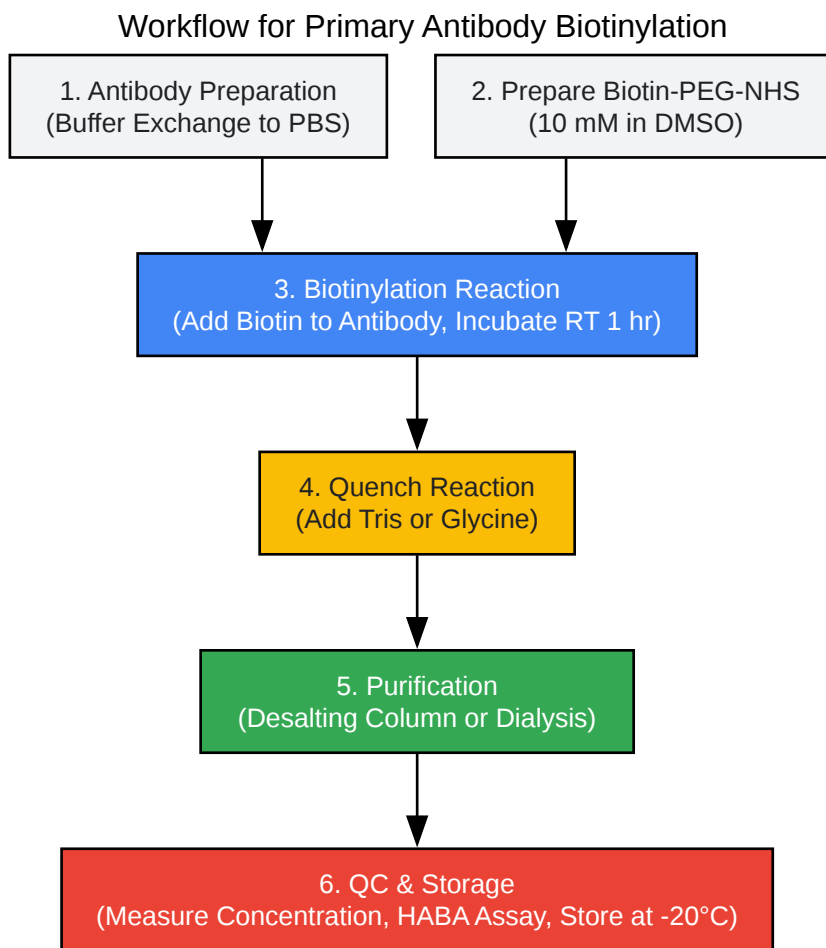 Workflow for Primary Antibody Biotinylation
1. Antibody Preparation
(Buffer Exchange to PBS)
2. Prepare Biotin-PEG-NHS
(10 mM in DMSO)
3. Biotinylation Reaction
(Add Biotin to Antibody, Incubate RT 1 hr)
4. Quench Reaction
(Add Tris or Glycine)
5. Purification
(Desalting Column or Dialysis)
6. QC & Storage
(Measure Concentration, HABA Assay, Store at -20°C)